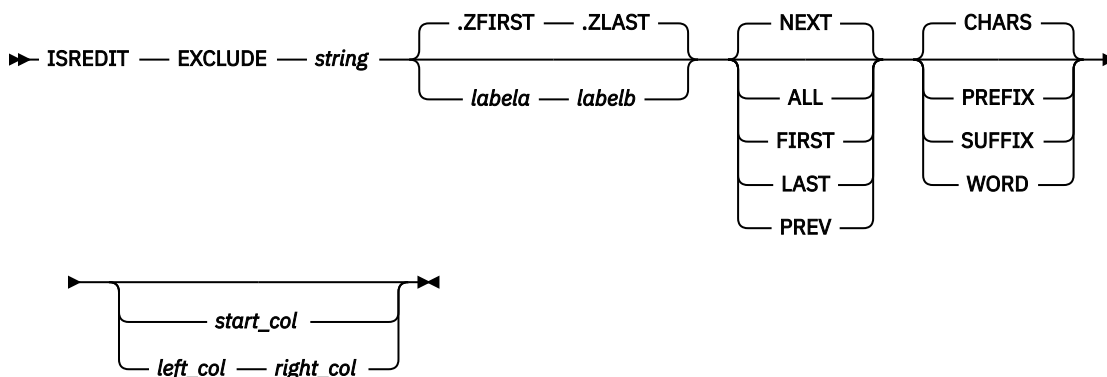 .ZFIRST .ZLAST NEXT CHARS
ISREDIT EXCLUDE string
labela labelb ALL PREFIX
FIRST SUFFIX
LAST WORD
PREV
start_col
left_col right_col